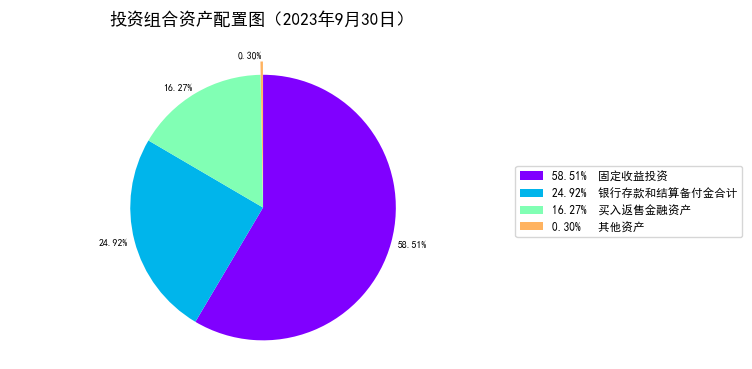 投资组合资产配置图（2023年9月30日）
0.30%
16.27%
24.92%
58.51%
58.51% 固定收益投资
24.92% 银行存款和结算备付金合计
16.27% 买入返售金融资产
0.30% 其他资产